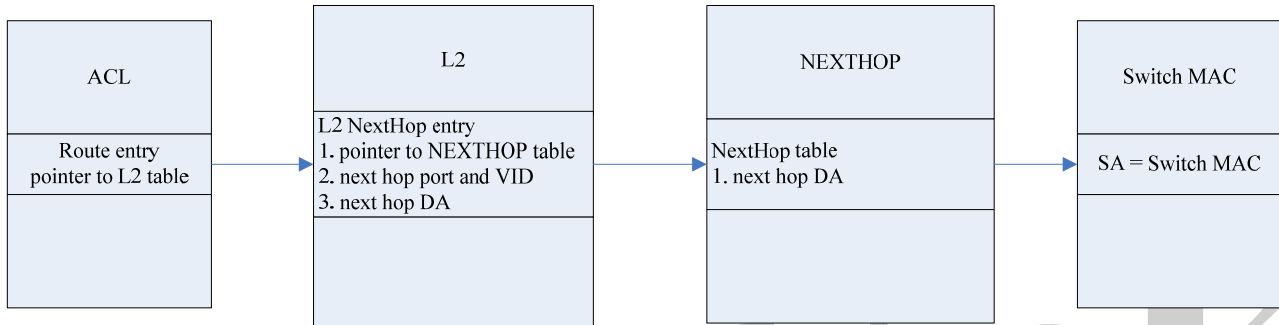 ACL
Route entry
pointer to L2 table
L2
L2 NextHop entry
1. pointer to NEXTHOP table
2. next hop port and VID
3. next hop DA
NEXTHOP
NextHop table
1. next hop DA
Switch MAC
SA = Switch MAC